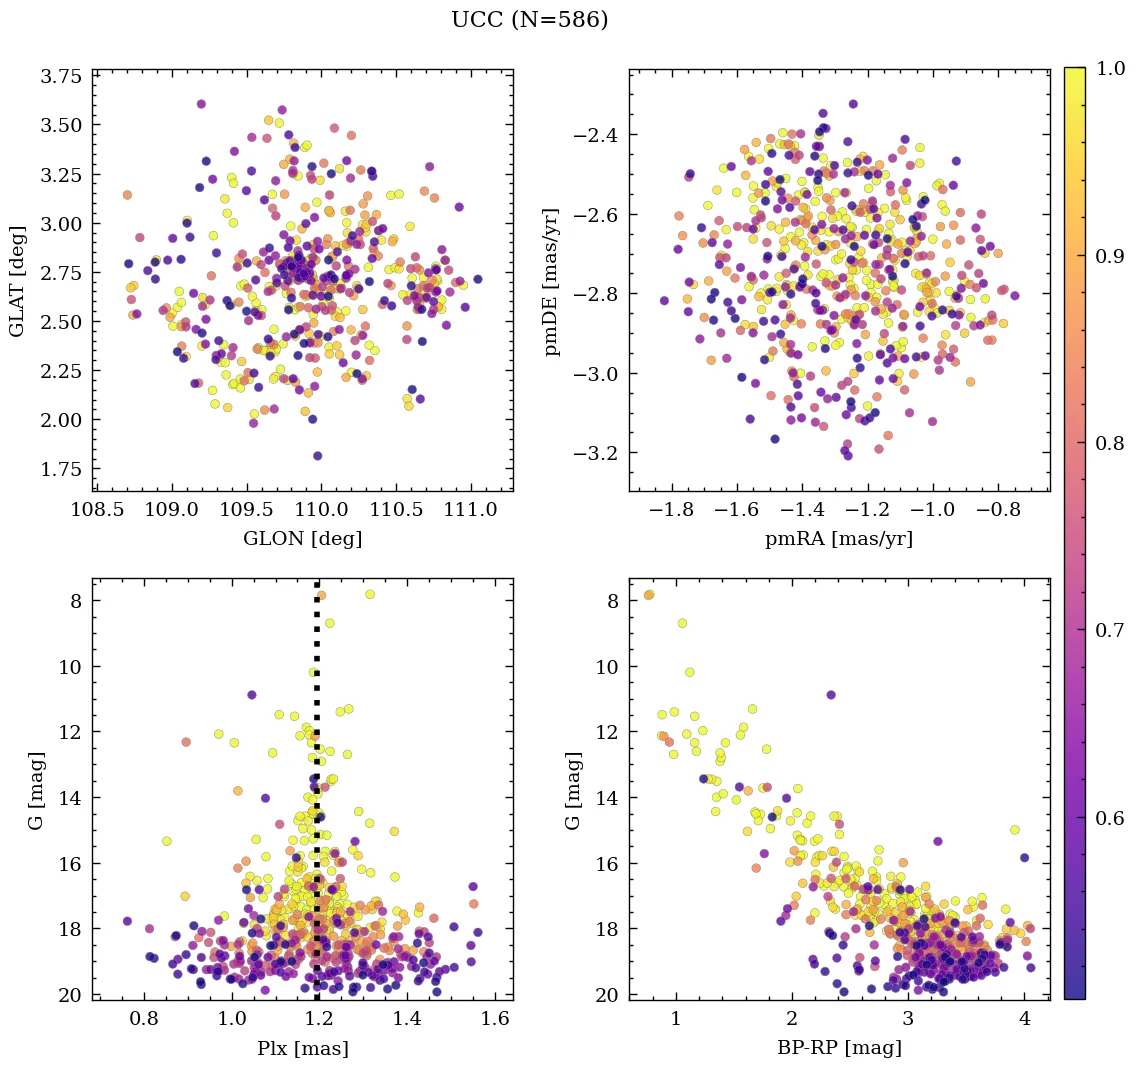 UCC (N=586)
3.75
3.50
3.25
3.00
2.75
2.50
2.25
2.00
1.75
GLAT [deg]
108.5 109.0 109.5 110.0 110.5 111.0
GLON [deg]
−2.4
−2.6
−2.8
−3.0
−3.2
pmDE [mas/yr]
−1.8 −1.6 −1.4 −1.2 −1.0 −0.8
pmRA [mas/yr]
8
10
12
14
16
18
20
G [mag]
0.8 1.0 1.2 1.4 1.6
Plx [mas]
8
10
12
14
16
18
20
G [mag]
1 2 3 4
BP-RP [mag]
1.0
0.9
0.8
0.7
0.6